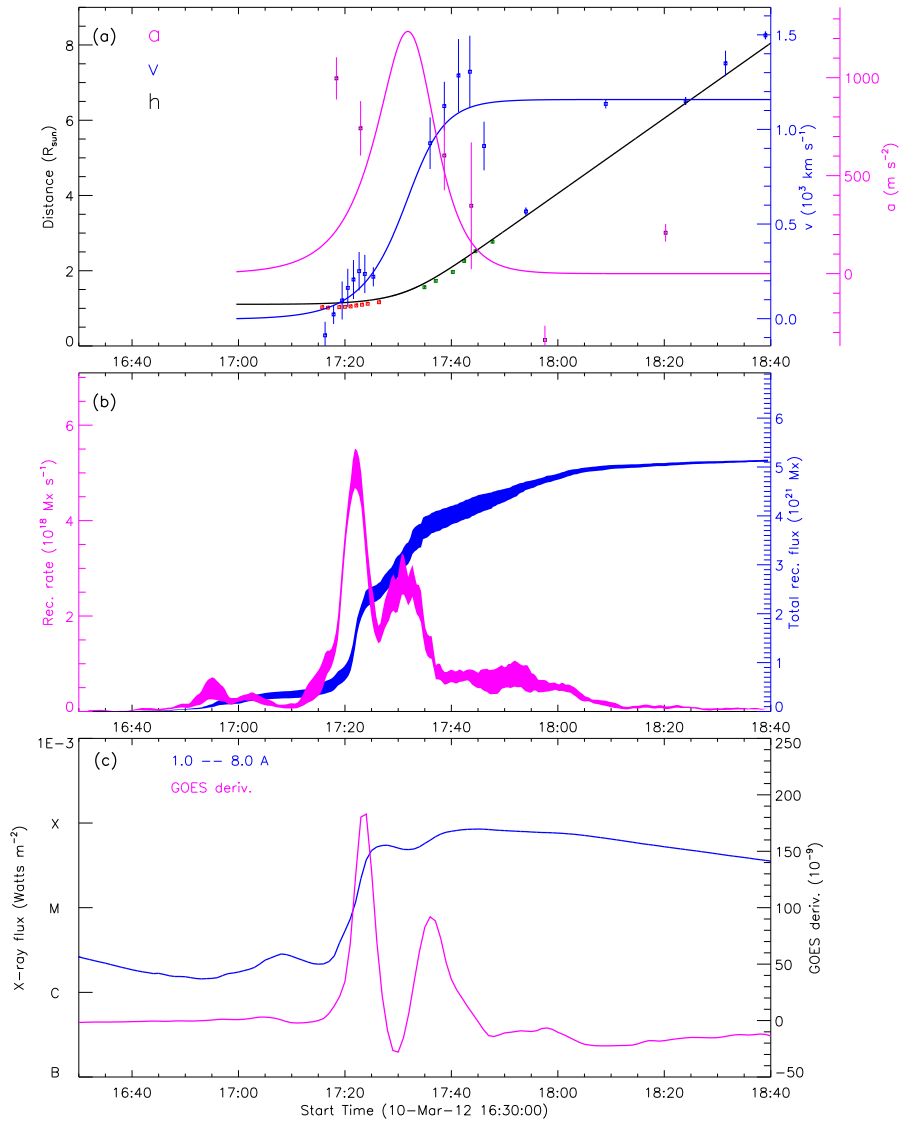 (a)
a
v
h
8
6
4
2
0
Distance (R_sun)
1.5
1.0
0.5
0.0
v (10^3 km s^-1)
1000
500
0
a (m s^-2)
16:40 17:00 17:20 17:40 18:00 18:20 18:40
(b)
6
4
2
0
Rec. rate (10^18 Mx s^-1)
6
5
4
3
2
1
0
Total rec. flux (10^21 Mx)
16:40 17:00 17:20 17:40 18:00 18:20 18:40
(c)
1.0 -- 8.0 A
GOES deriv.
1E-3
X
M
C
B
X-ray flux (Watts m^-2)
250
200
150
100
50
0
-50
GOES deriv. (10^-9)
16:40 17:00 17:20 17:40 18:00 18:20 18:40
Start Time (10-Mar-12 16:30:00)